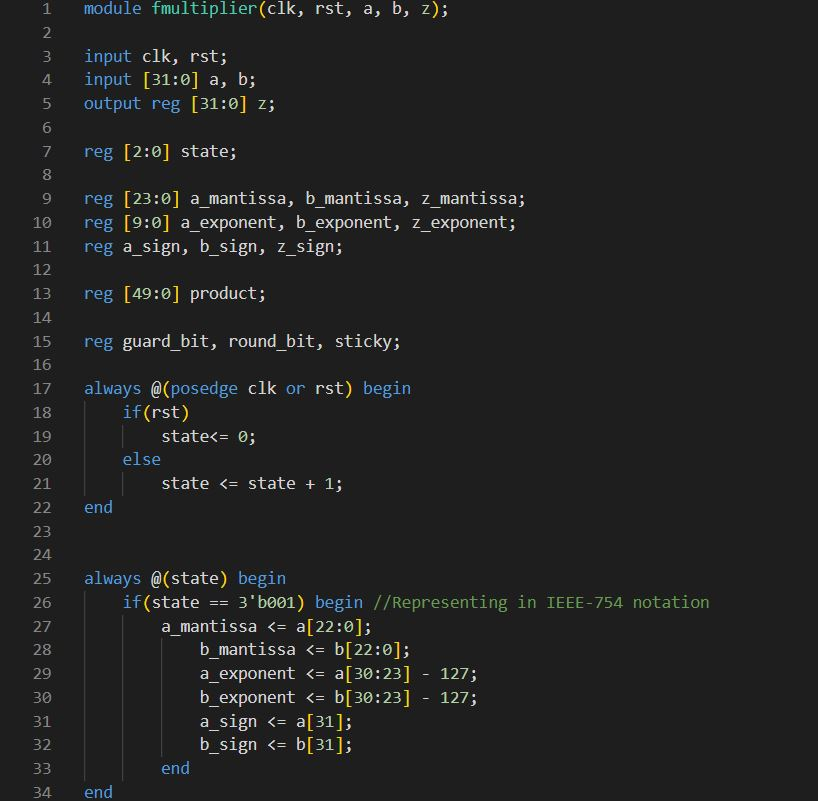 1 module fmultiplier(clk, rst, a, b, z);
2
3 input clk, rst;
4 input [31:0] a, b;
5 output reg [31:0] z;
6
7 reg [2:0] state;
8
9 reg [23:0] a_mantissa, b_mantissa, z_mantissa;
10 reg [9:0] a_exponent, b_exponent, z_exponent;
11 reg a_sign, b_sign, z_sign;
12
13 reg [49:0] product;
14
15 reg guard_bit, round_bit, sticky;
16
17 always @(posedge clk or rst) begin
18     if(rst)
19         state<= 0;
20     else
21         state <= state + 1;
22 end
23
24
25 always @(state) begin
26     if(state == 3'b001) begin //Representing in IEEE-754 notation
27         a_mantissa <= a[22:0];
28             b_mantissa <= b[22:0];
29             a_exponent <= a[30:23] - 127;
30             b_exponent <= b[30:23] - 127;
31             a_sign <= a[31];
32             b_sign <= b[31];
33         end
34 end